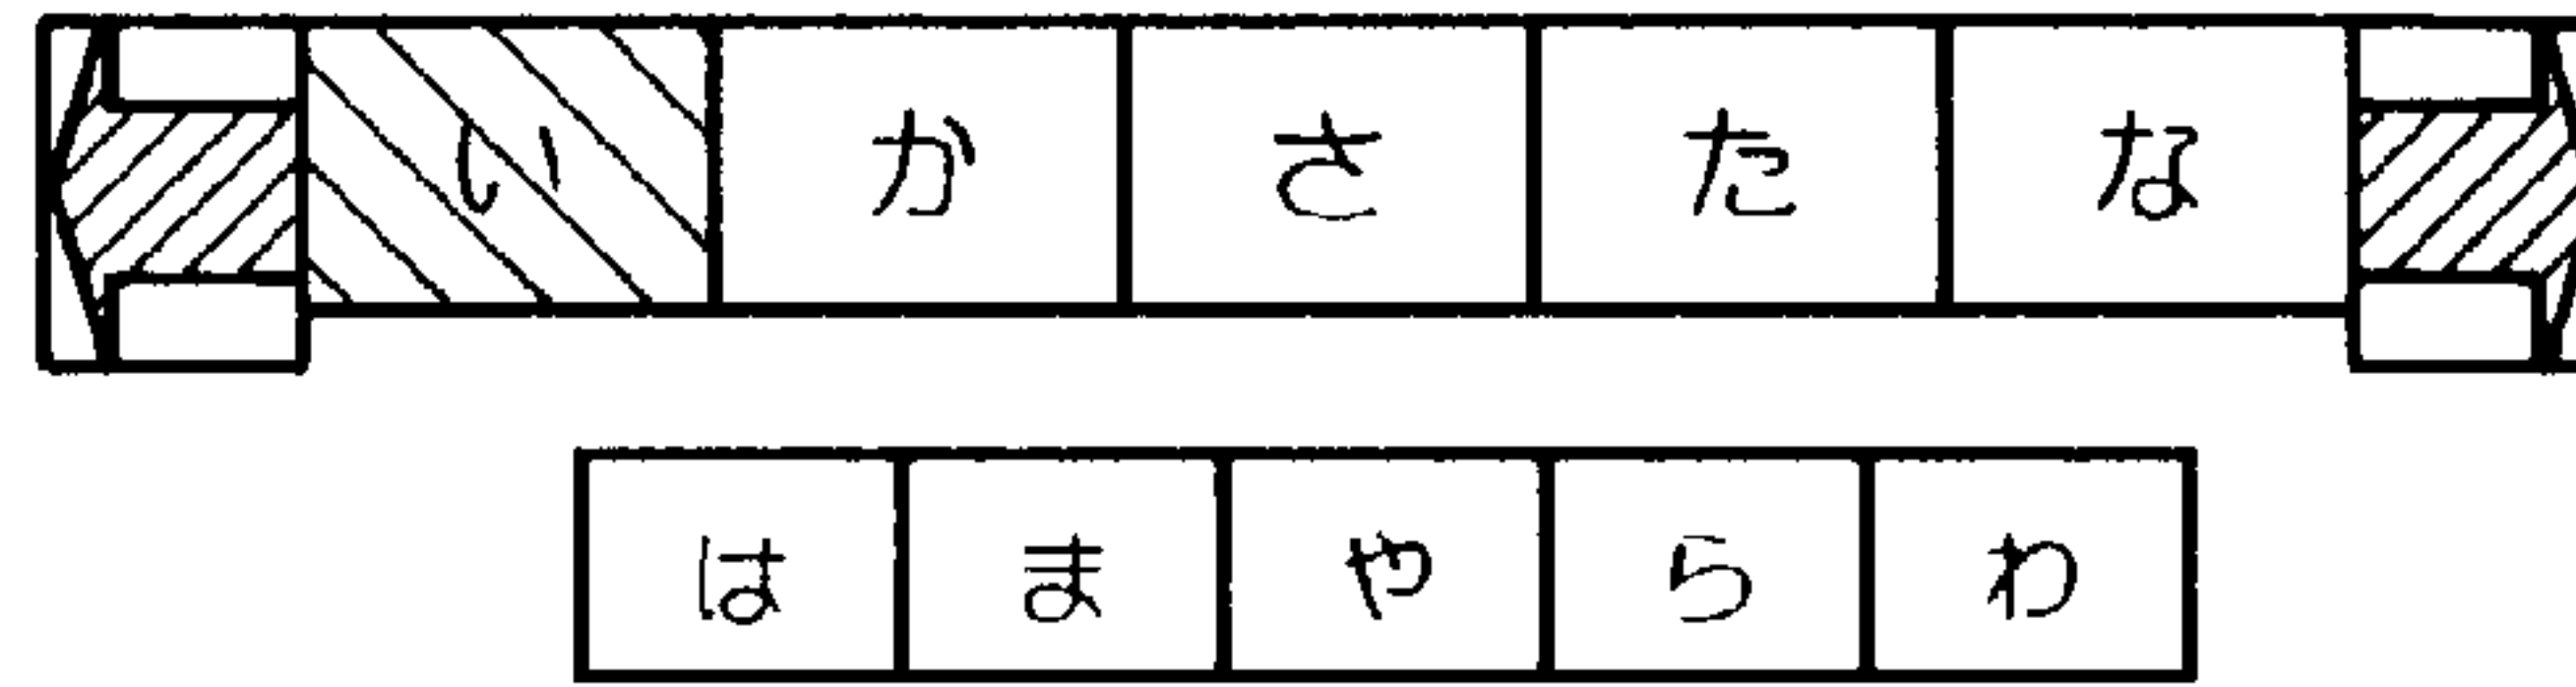 い か さ た な
は ま や ら わ